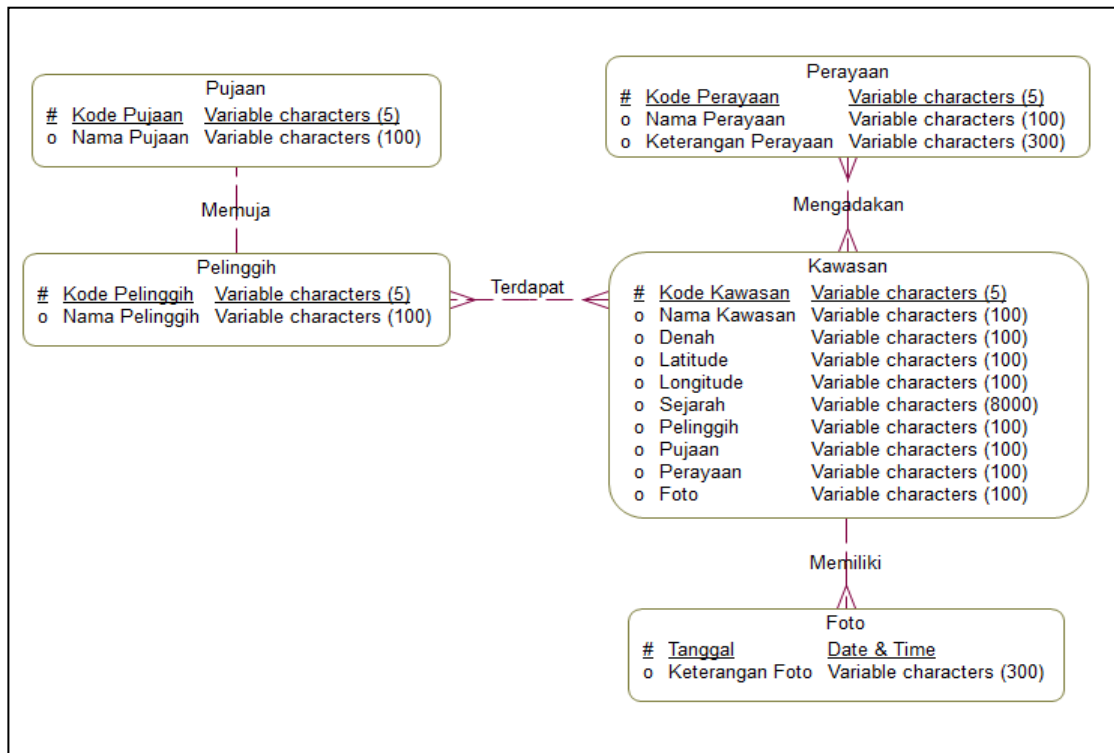 Pujaan
# Kode Pujaan Variable characters (5)
o Nama Pujaan Variable characters (100)
Memuja
Pelinggih
# Kode Pelinggih Variable characters (5)
o Nama Pelinggih Variable characters (100)
Terdapat
Perayaan
# Kode Perayaan Variable characters (5)
o Nama Perayaan Variable characters (100)
o Keterangan Perayaan Variable characters (300)
Mengadakan
Kawasan
# Kode Kawasan Variable characters (5)
o Nama Kawasan Variable characters (100)
o Denah Variable characters (100)
o Latitude Variable characters (100)
o Longitude Variable characters (100)
o Sejarah Variable characters (8000)
o Pelinggih Variable characters (100)
o Pujaan Variable characters (100)
o Perayaan Variable characters (100)
o Foto Variable characters (100)
Memiliki
Foto
# Tanggal Date & Time
o Keterangan Foto Variable characters (300)